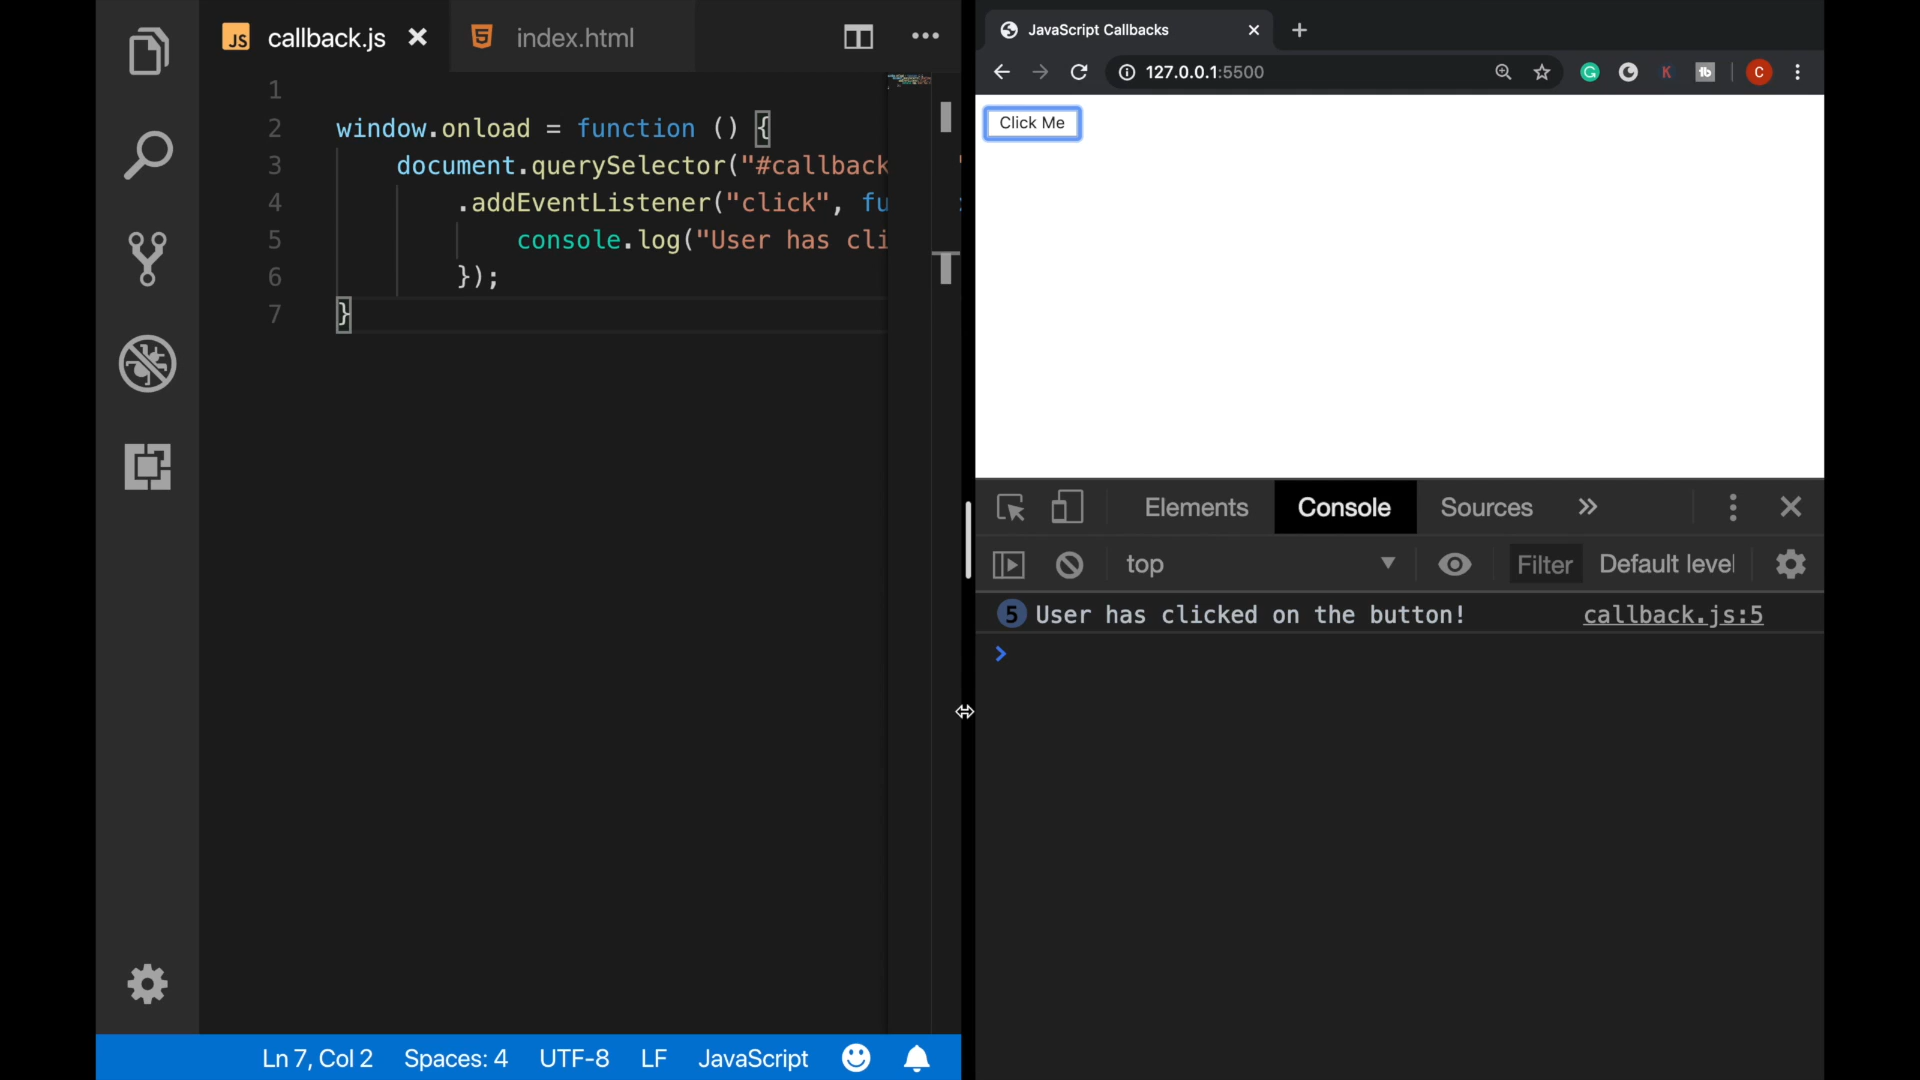 JS callback.js
index.html
1
2 window.onload = function () {
3 document.querySelector("#callback
4 .addEventListener("click", fu
5 console.log("User has cli
6 });
7 }
Ln 7, Col 2 Spaces: 4 UTF-8 LF JavaScript
JavaScript Callbacks
127.0.0.1:5500
K
C
Click Me
Elements Console Sources
top Filter Default level
5 User has clicked on the button! callback.js:5